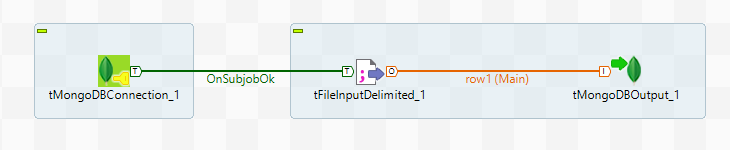 T
OnSubjobOk
tMongoDBConnection_1
T
;
O
row1 (Main)
tFileInputDelimited_1
I
tMongoDBOutput_1